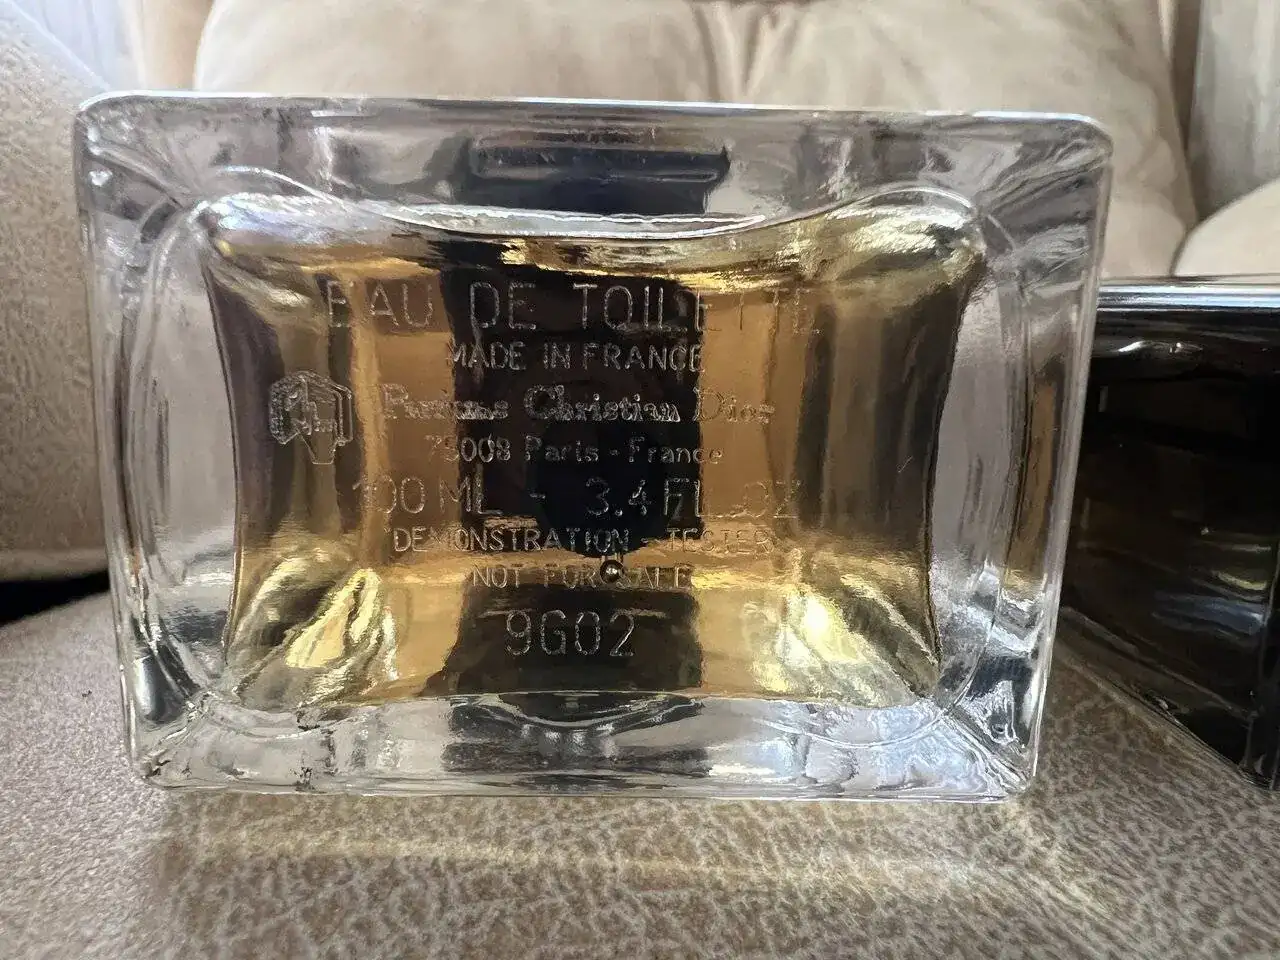 EAU DE TOILETTE
MADE IN FRANCE
Parfums Christian Dior
75008 Paris - France
100 ML - 3.4 FL.OZ
DEMONSTRATION - TESTER
NOT FOR SALE
9G02